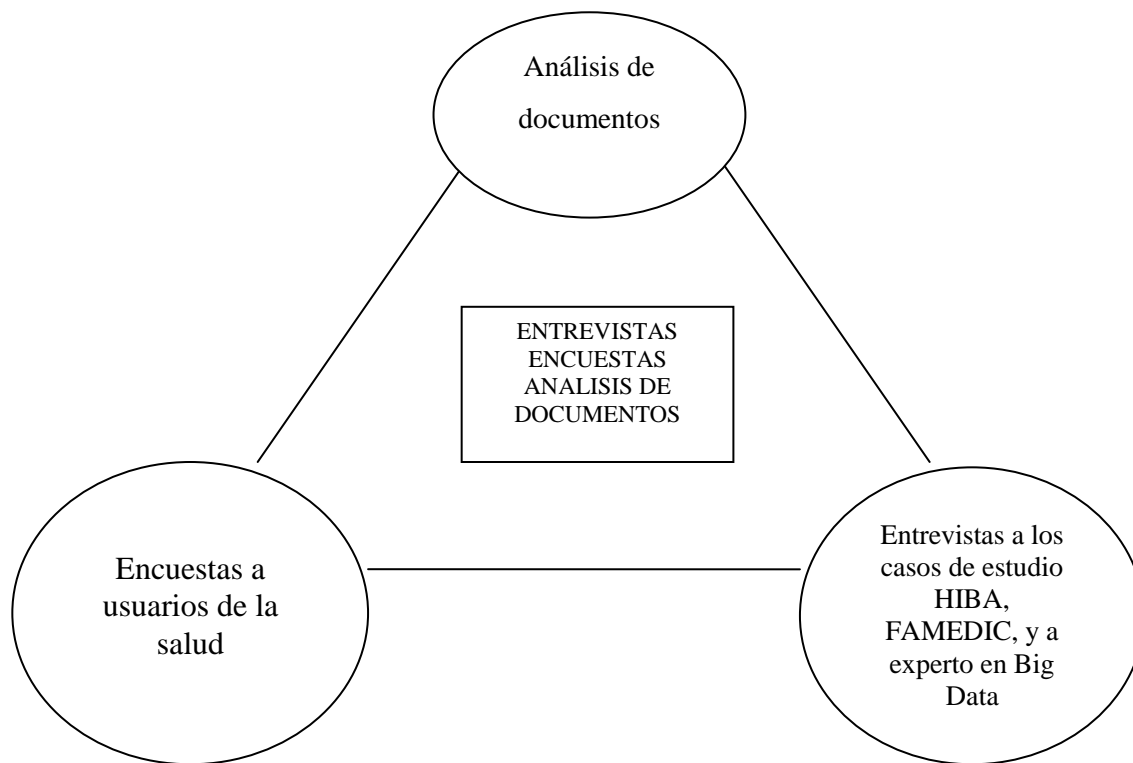 Análisis de
documentos
ENTREVISTAS
ENCUESTAS
ANALISIS DE
DOCUMENTOS
Encuestas a
usuarios de la
salud
Entrevistas a los
casos de estudio
HIBA,
FAMEDIC, y a
experto en Big
Data